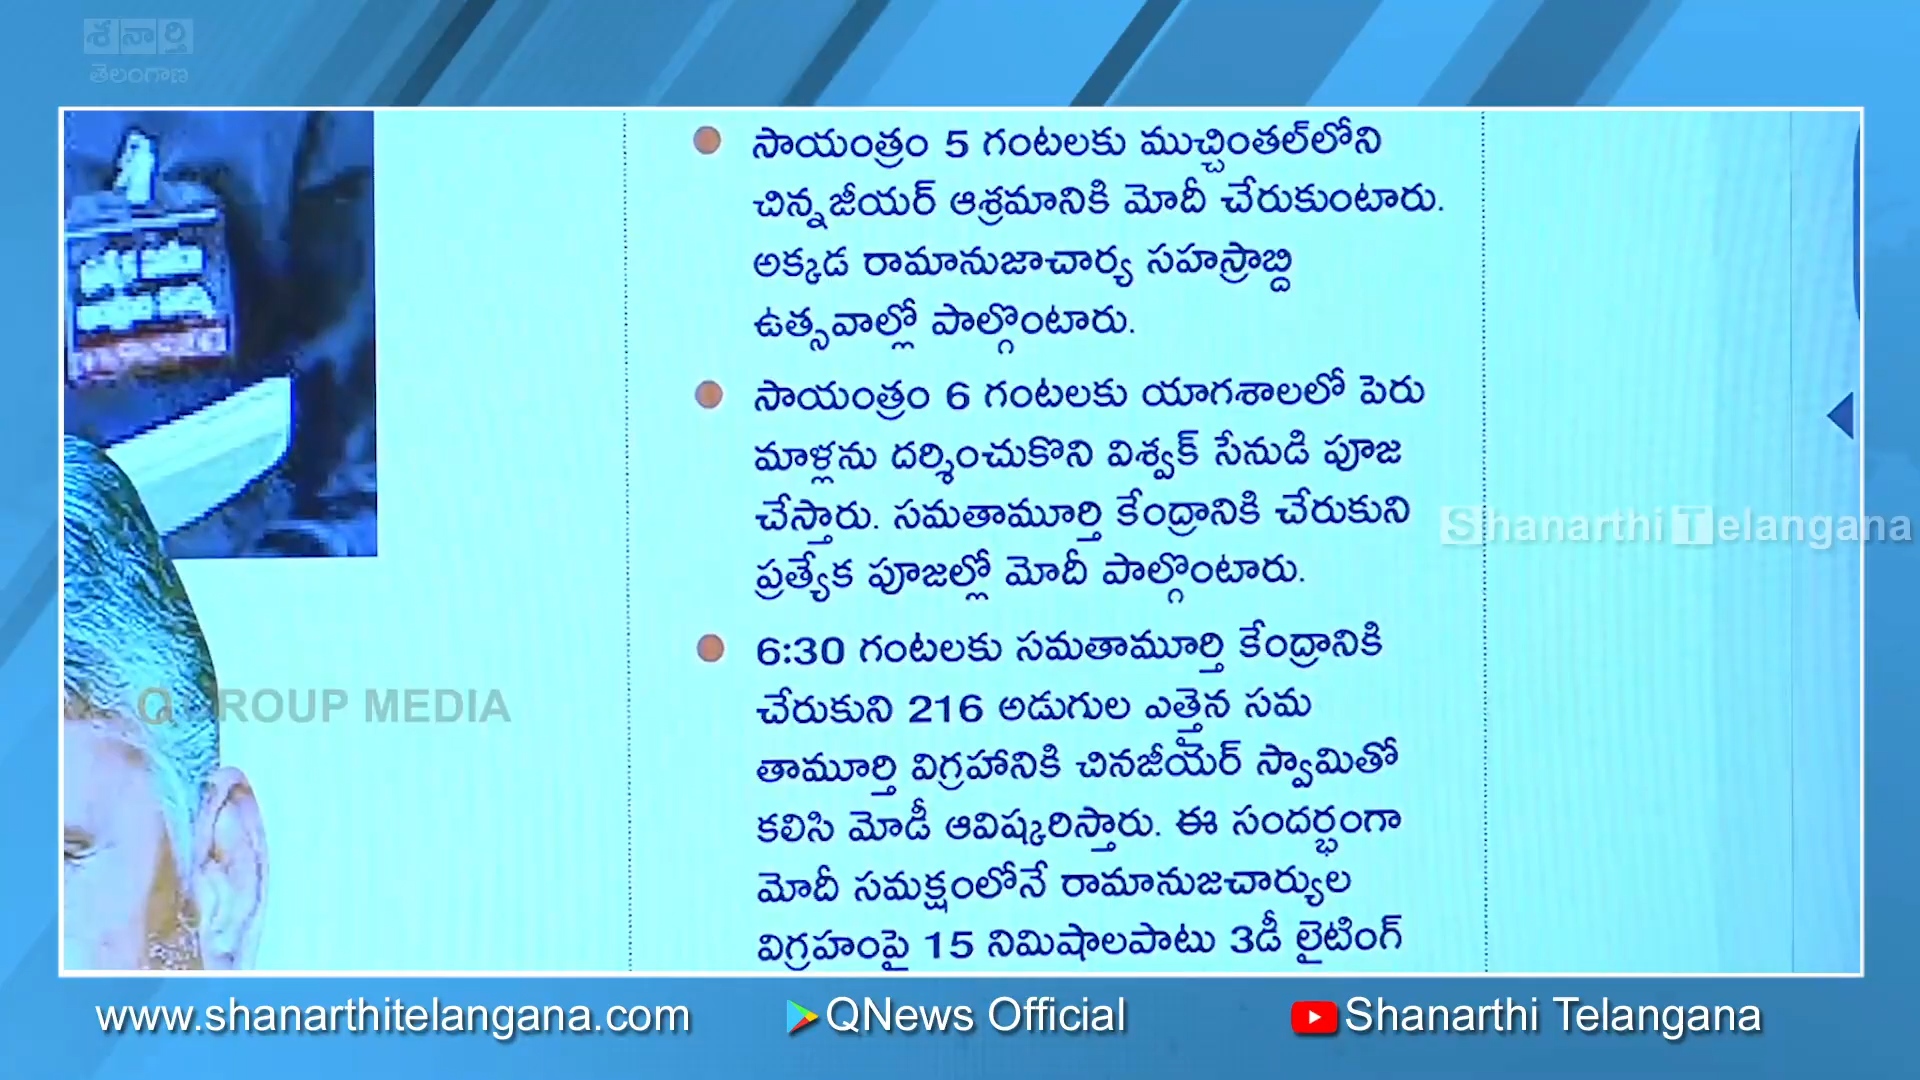 శనార్తి
తెలంగాణ
సాయంత్రం 5 గంటలకు ముచ్చింతల్‌లోని
చిన్నజీయర్ ఆశ్రమానికి మోదీ చేరుకుంటారు.
అక్కడ రామానుజాచార్య సహస్రాబ్ది
ఉత్సవాల్లో పాల్గొంటారు.
సాయంత్రం 6 గంటలకు యాగశాలలో పెరు
మాళ్లను దర్శించుకొని విశ్వక్ సేనుడి పూజ
చేస్తారు. సమతామూర్తి కేంద్రానికి చేరుకుని
ప్రత్యేక పూజల్లో మోదీ పాల్గొంటారు.
Shanarthi Telangana
6:30 గంటలకు సమతామూర్తి కేంద్రానికి
చేరుకుని 216 అడుగుల ఎత్తైన సమ
తామూర్తి విగ్రహానికి చినజీయెర్ స్వామితో
కలిసి మోడీ ఆవిష్కరిస్తారు. ఈ సందర్భంగా
మోదీ సమక్షంలోనే రామానుజచార్యుల
విగ్రహంపై 15 నిమిషాలపాటు 3డీ లైటింగ్
Q GROUP MEDIA
www.shanarthitelangana.com
QNews Official
Shanarthi Telangana